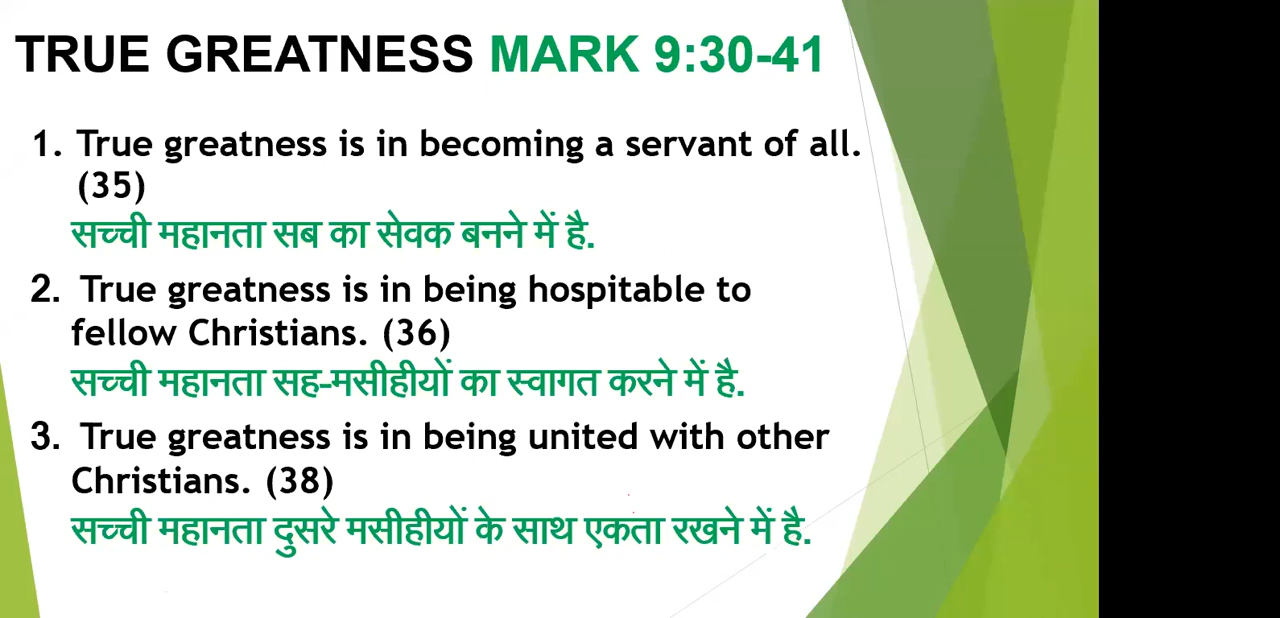 TRUE GREATNESS MARK 9:30-41
1. True greatness is in becoming a servant of all.
(35)
सच्ची महानता सब का सेवक बनने में है.
2. True greatness is in being hospitable to
fellow Christians. (36)
सच्ची महानता सह-मसीहीयों का स्वागत करने में है.
3. True greatness is in being united with other
Christians. (38)
सच्ची महानता दुसरे मसीहीयों के साथ एकता रखने में है.